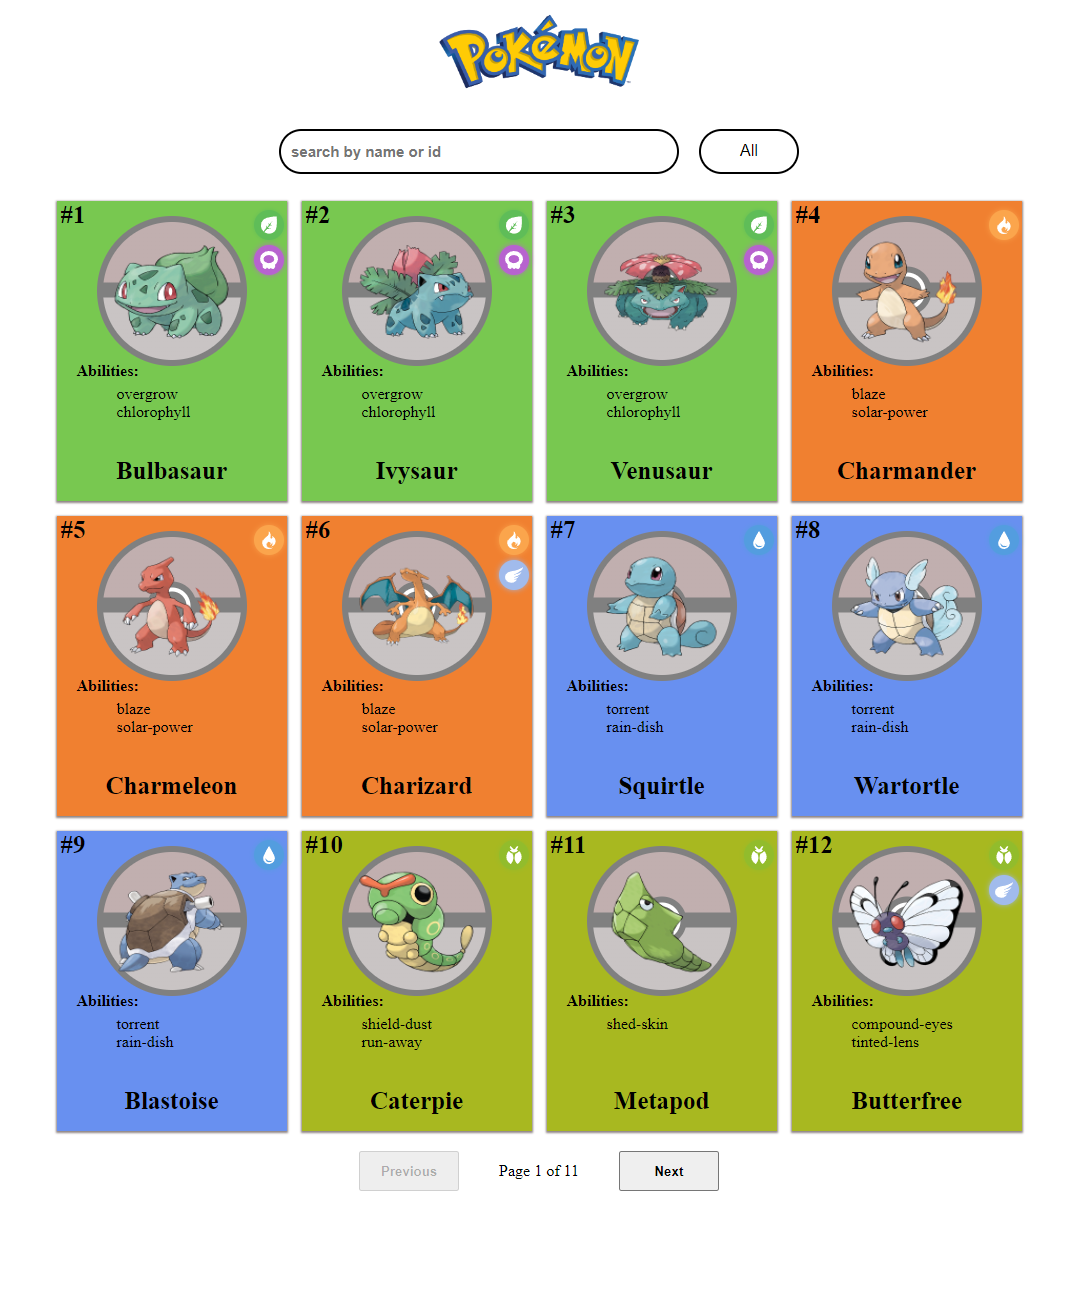 POKéMON
search by name or id
All
#1
Abilities:
overgrow
chlorophyll
Bulbasaur
#2
Abilities:
overgrow
chlorophyll
Ivysaur
#3
Abilities:
overgrow
chlorophyll
Venusaur
#4
Abilities:
blaze
solar-power
Charmander
#5
Abilities:
blaze
solar-power
Charmeleon
#6
Abilities:
blaze
solar-power
Charizard
#7
Abilities:
torrent
rain-dish
Squirtle
#8
Abilities:
torrent
rain-dish
Wartortle
#9
Abilities:
torrent
rain-dish
Blastoise
#10
Abilities:
shield-dust
run-away
Caterpie
#11
Abilities:
shed-skin
Metapod
#12
Abilities:
compound-eyes
tinted-lens
Butterfree
Previous
Page 1 of 11
Next